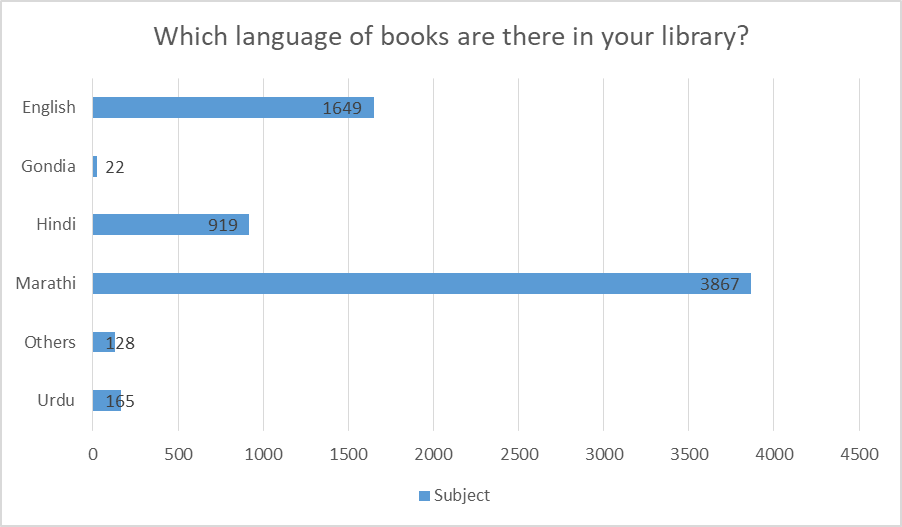 Which language of books are there in your library?
English
1649
Gondia
22
Hindi
919
Marathi
3867
Others
128
Urdu
165
0 500 1000 1500 2000 2500 3000 3500 4000 4500
Subject